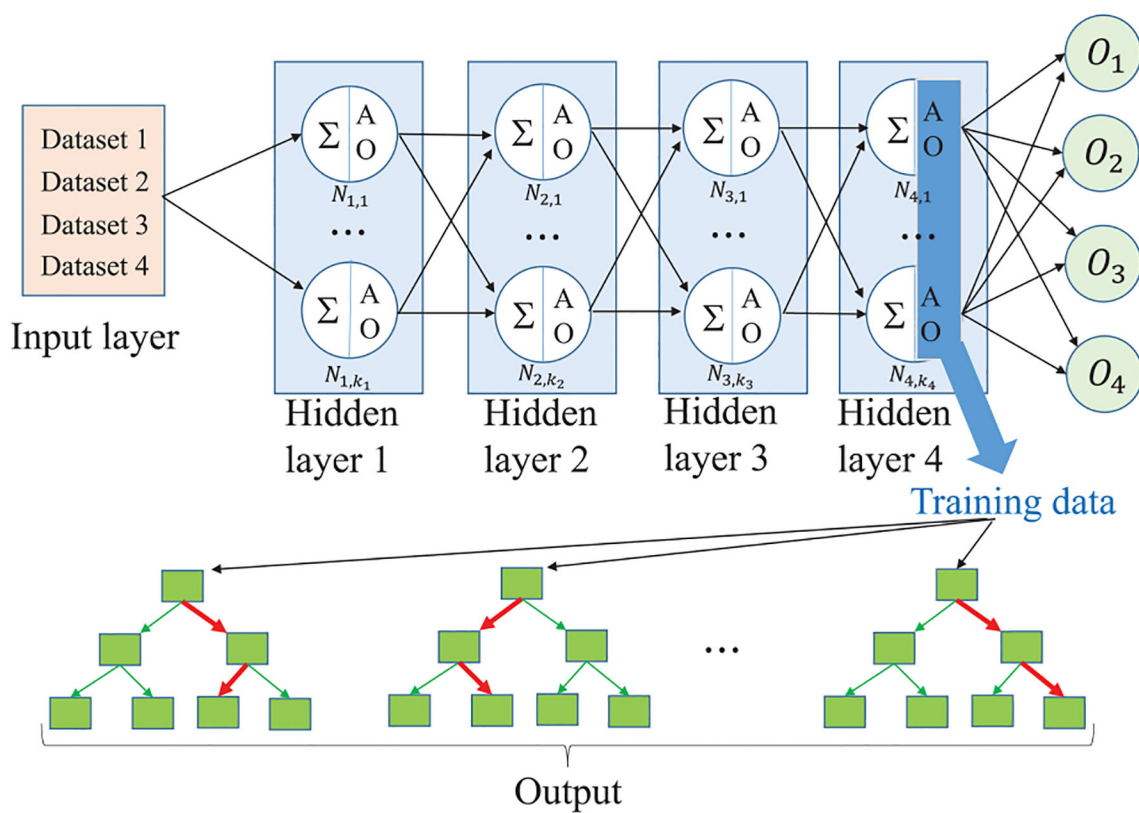 Dataset 1
Dataset 2
Dataset 3
Dataset 4
Input layer
Σ A
O
N1,1
...
Σ A
O
N1,k1
Hidden
layer 1
Σ A
O
N2,1
...
Σ A
O
N2,k2
Hidden
layer 2
Σ A
O
N3,1
...
Σ A
O
N3,k3
Hidden
layer 3
Σ A
O
N4,1
...
Σ A
O
N4,k4
Hidden
layer 4
O1
O2
O3
O4
Training data
...
Output